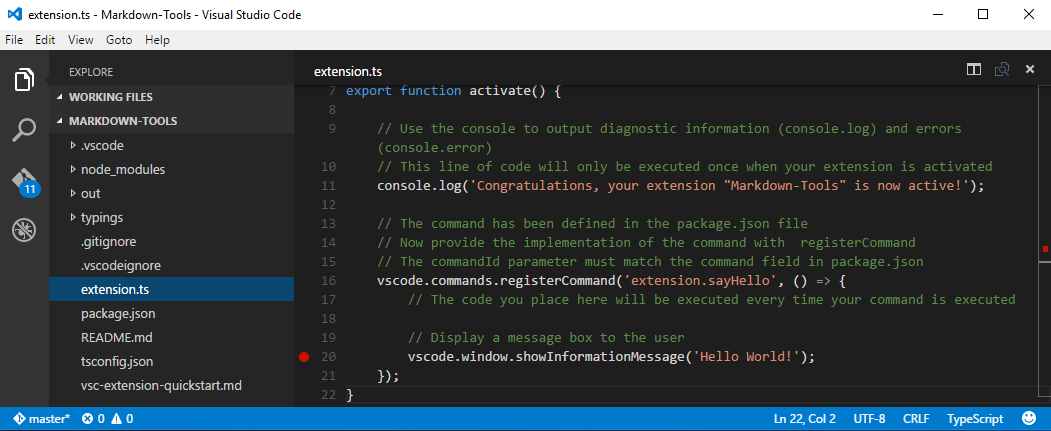 extension.ts - Markdown-Tools - Visual Studio Code
File Edit View Goto Help
EXPLORE
WORKING FILES
MARKDOWN-TOOLS
.vscode
node_modules
out
typings
.gitignore
.vscodeignore
extension.ts
package.json
README.md
tsconfig.json
vsc-extension-quickstart.md
11
extension.ts
7 export function activate() {
8
9 // Use the console to output diagnostic information (console.log) and errors
(console.error)
10 // This line of code will only be executed once when your extension is activated
11 console.log('Congratulations, your extension "Markdown-Tools" is now active!');
12
13 // The command has been defined in the package.json file
14 // Now provide the implementation of the command with  registerCommand
15 // The commandId parameter must match the command field in package.json
16 vscode.commands.registerCommand('extension.sayHello', () => {
17 // The code you place here will be executed every time your command is executed
18
19 // Display a message box to the user
20 vscode.window.showInformationMessage('Hello World!');
21 });
22 }
master* 0 0 Ln 22, Col 2 UTF-8 CRLF TypeScript